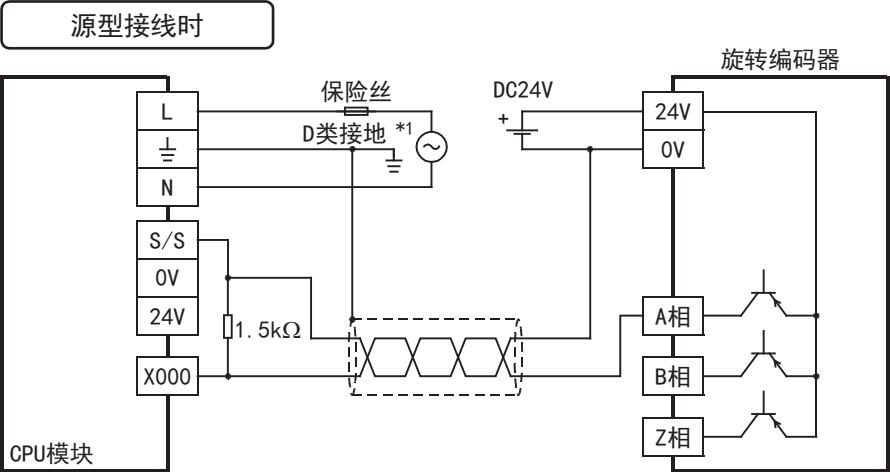 源型接线时
旋转编码器
保险丝
DC24V
L
D类接地 *1
+
24V
0V
N
S/S
0V
24V
1.5kΩ
X000
A相
B相
Z相
CPU模块